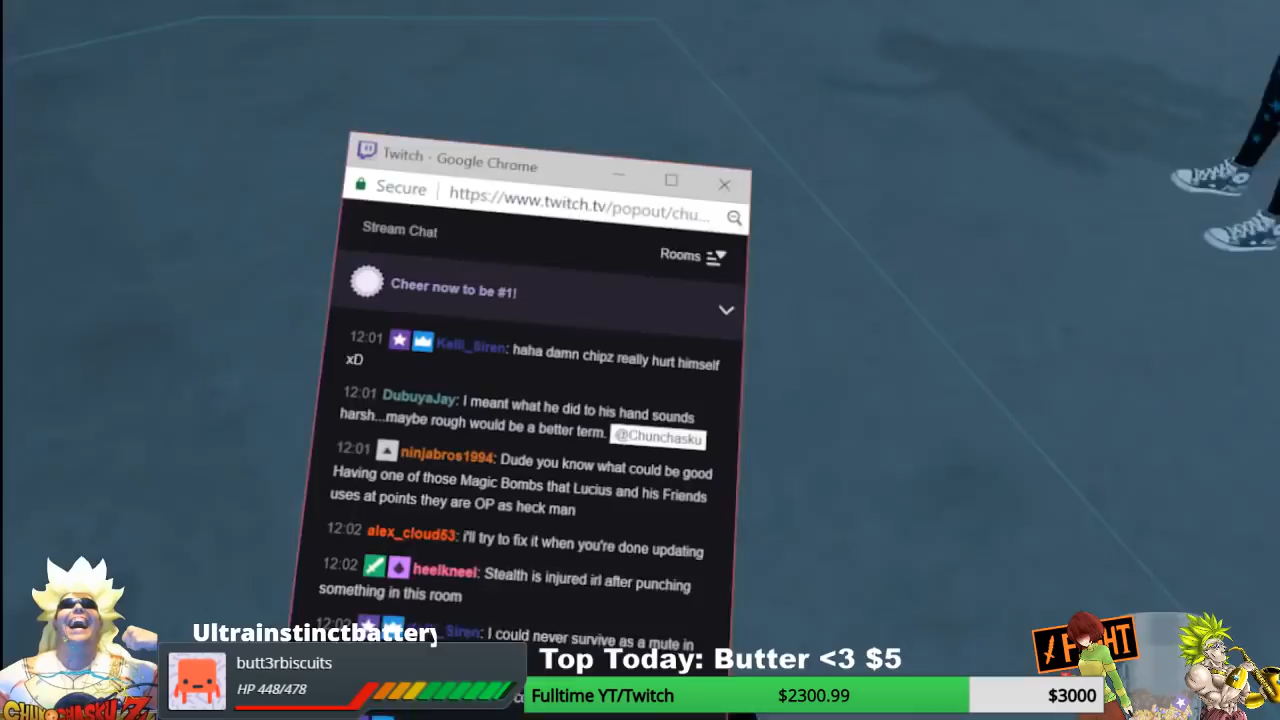 Twitch - Google Chrome
Secure https://www.twitch.tv/popout/chu...
Stream Chat
Rooms
Cheer now to be #1!
12:01 Kelli_Siren: haha damn chipz really hurt himself
xD
12:01 DubuyaJay: I meant what he did to his hand sounds
harsh...maybe rough would be a better term. @Chunchasku
12:01 ninjabros1994: Dude you know what could be good
Having one of those Magic Bombs that Lucius and his Friends
uses at points they are OP as heck man
12:02 alex_cloud53: i'll try to fix it when you're done updating
12:02 heelkneel: Stealth is injured irl after punching
something in this room
12:02 Siren: I could never survive as a mute in
Ultrainstinctbattery
butt3rbiscuits
HP 448/478
Top Today: Butter <3 $5
Fulltime YT/Twitch $2300.99 $3000
FIGHT